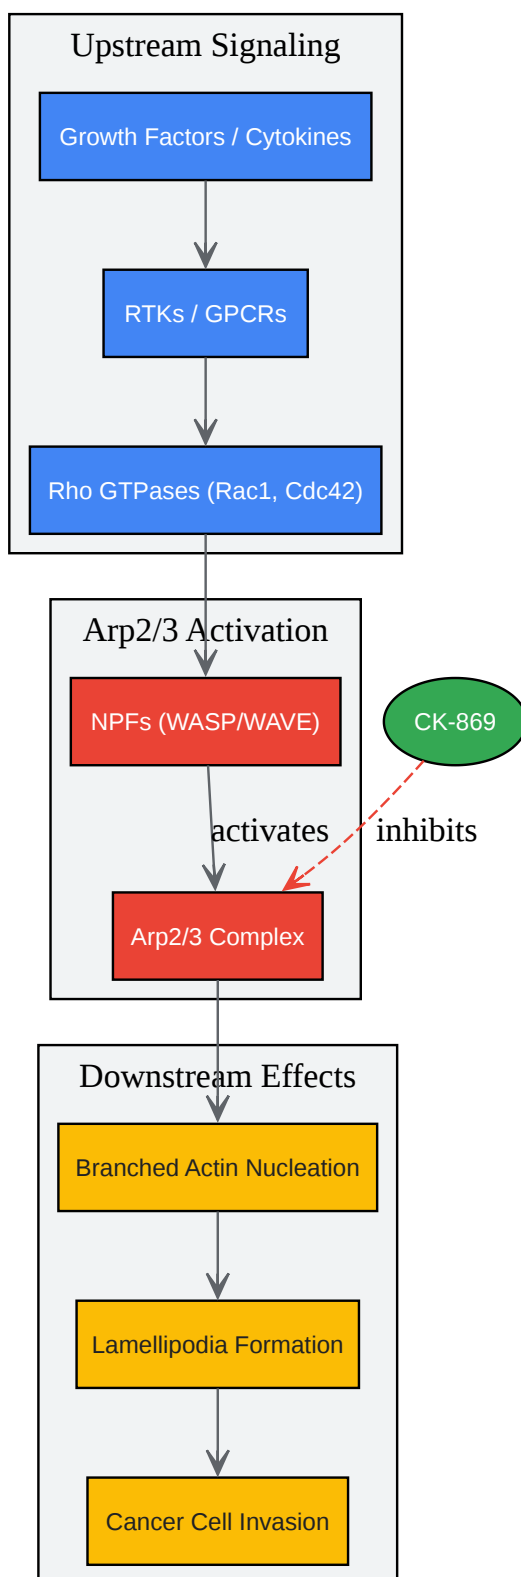 Upstream Signaling
Growth Factors / Cytokines
RTKs / GPCRs
Rho GTPases (Rac1, Cdc42)
Arp2/3 Activation
NPFs (WASP/WAVE)
CK-869
activates
inhibits
Arp2/3 Complex
Downstream Effects
Branched Actin Nucleation
Lamellipodia Formation
Cancer Cell Invasion